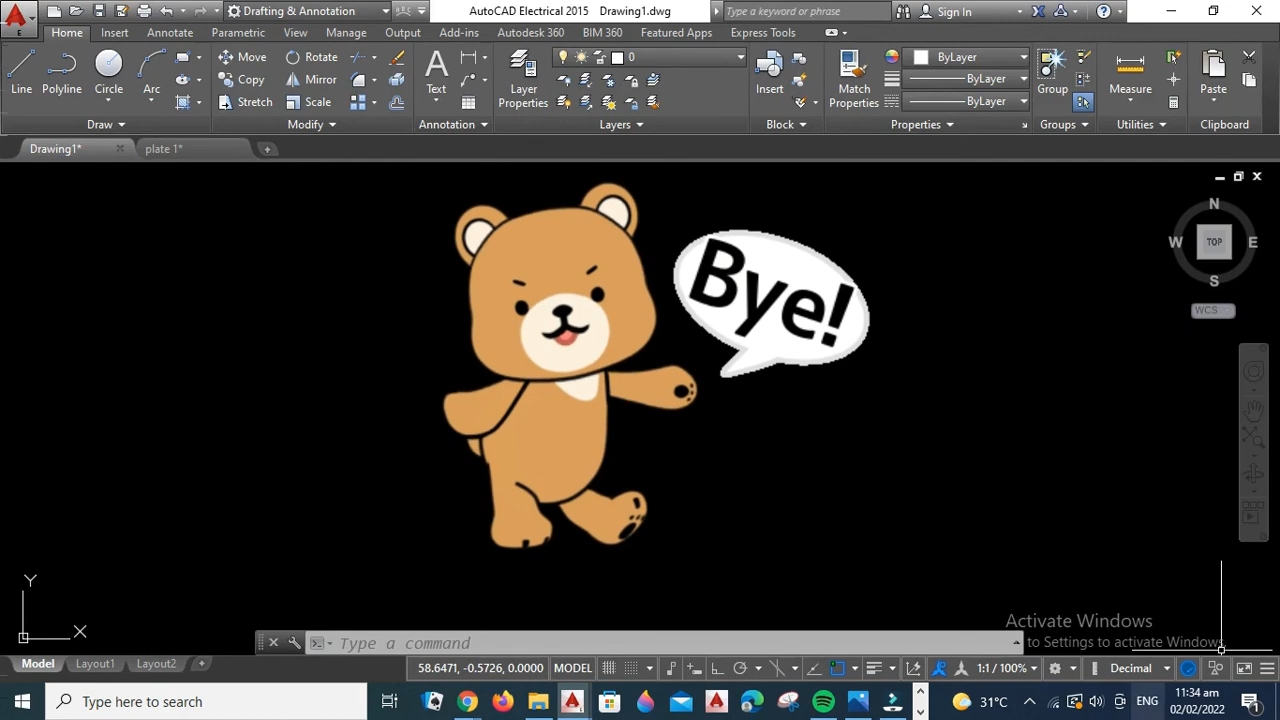 Drafting & Annotation
AutoCAD Electrical 2015 Drawing1.dwg
Type a keyword or phrase
Sign In
Home Insert Annotate Parametric View Manage Output Add-ins Autodesk 360 BIM 360 Featured Apps Express Tools
Line
Polyline
Circle
Arc
Draw
Move
Copy
Stretch
Rotate
Mirror
Scale
Modify
Text
Annotation
Layer
Properties
0
Layers
Insert
Block
Match
Properties
ByLayer
ByLayer
ByLayer
Properties
Group
Groups
Measure
Utilities
Paste
Clipboard
Drawing1*
plate 1*
N
W
TOP
E
S
WCS
Bye!
Y
X
Activate Windows
to Settings to activate Windows.
Type a command
Model Layout1 Layout2
58.6471, -0.5726, 0.0000 MODEL
1:1 / 100%
Decimal
Type here to search
31°C
ENG
11:34 am
02/02/2022
1